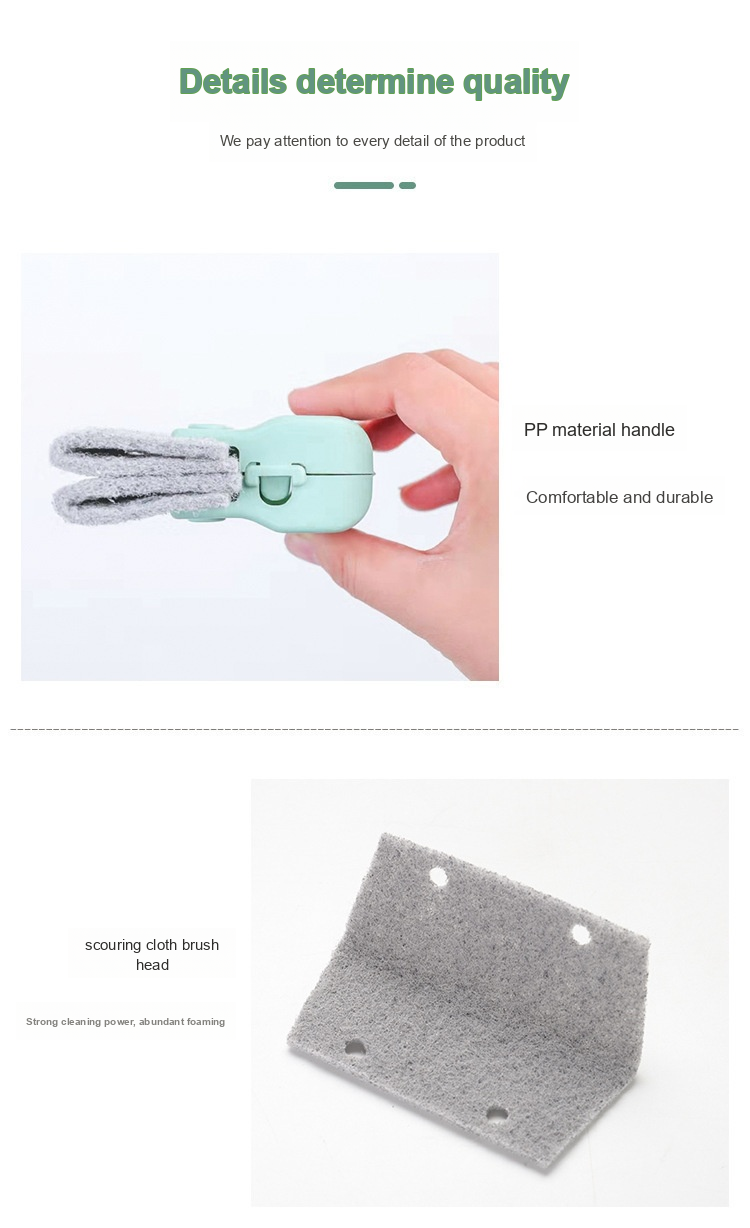 Details determine quality
We pay attention to every detail of the product
PP material handle
Comfortable and durable
scouring cloth brush
head
Strong cleaning power, abundant foaming